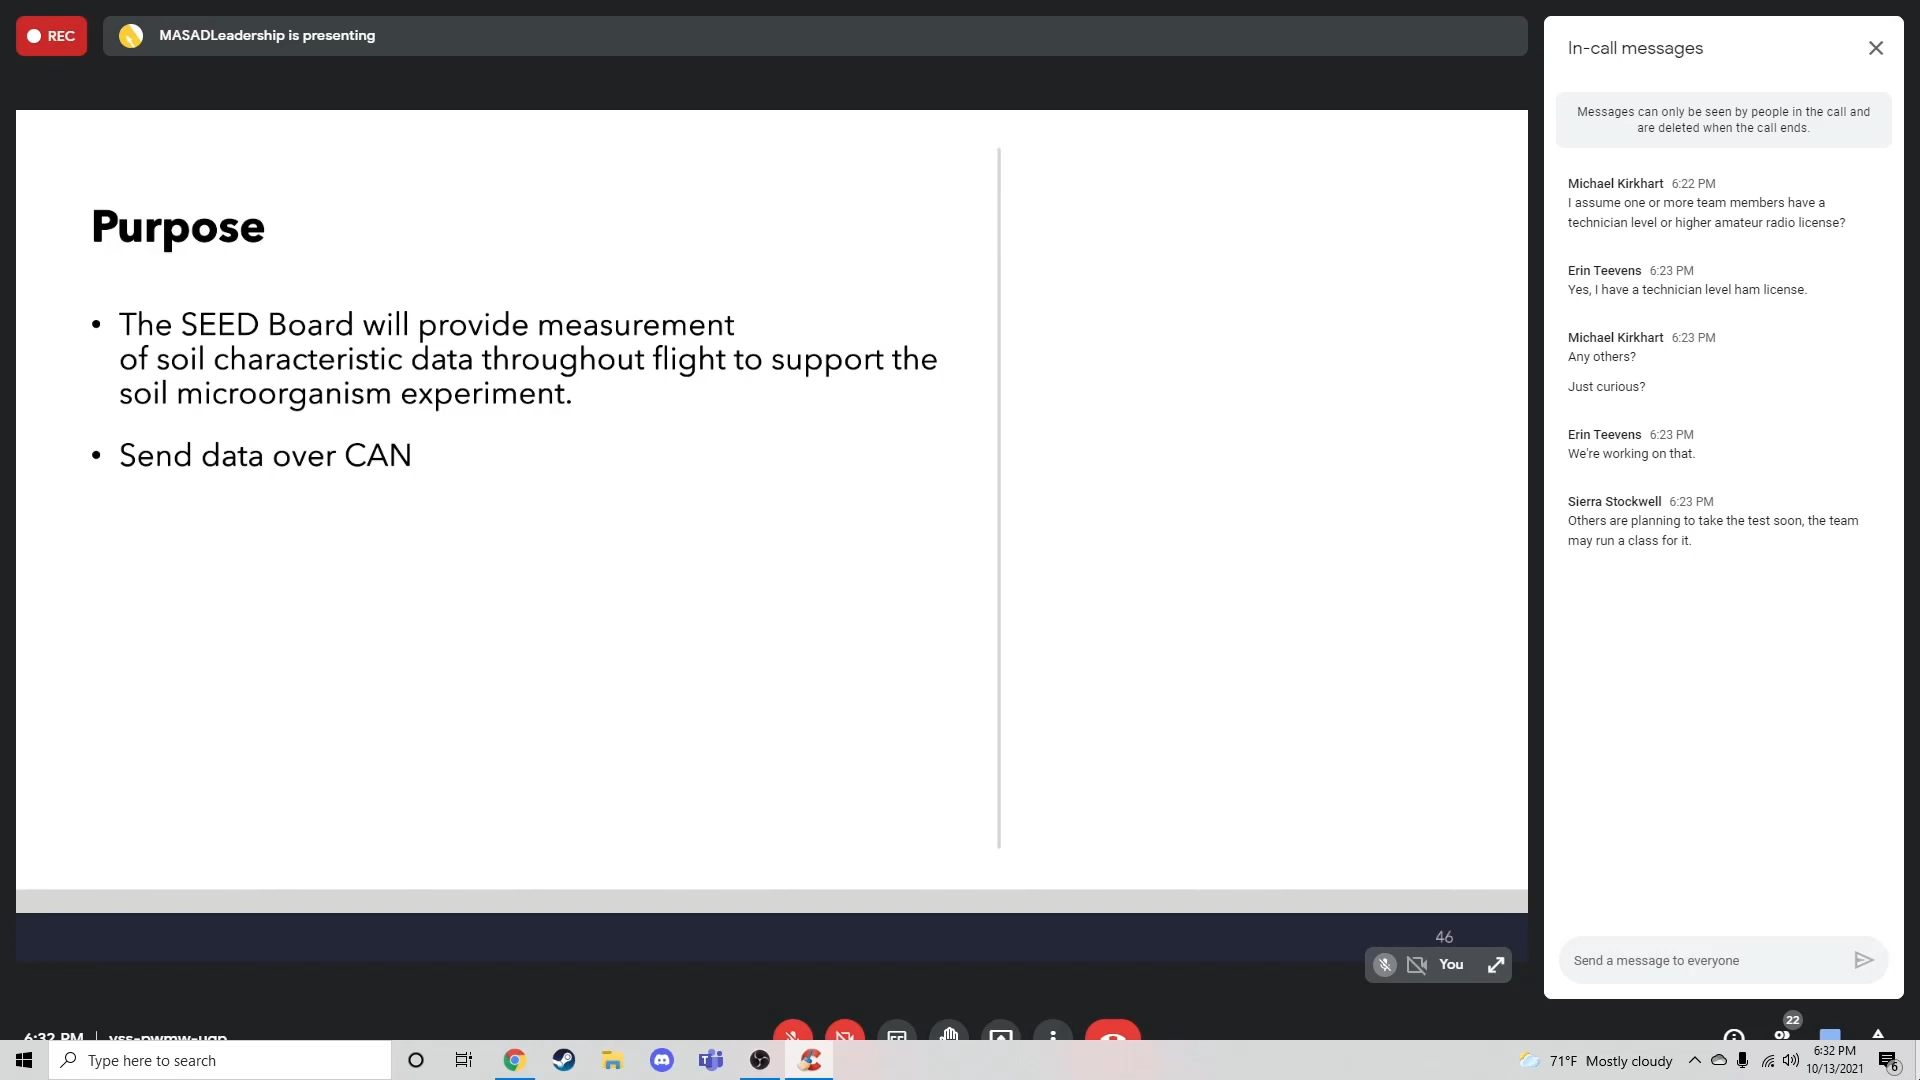 REC
MASADLeadership is presenting
In-call messages
Messages can only be seen by people in the call and
are deleted when the call ends.
Purpose
• The SEED Board will provide measurement
of soil characteristic data throughout flight to support the
soil microorganism experiment.
• Send data over CAN
46
You
Michael Kirkhart 6:22 PM
I assume one or more team members have a
technician level or higher amateur radio license?
Erin Teevens 6:23 PM
Yes, I have a technician level ham license.
Michael Kirkhart 6:23 PM
Any others?
Just curious?
Erin Teevens 6:23 PM
We're working on that.
Sierra Stockwell 6:23 PM
Others are planning to take the test soon, the team
may run a class for it.
Send a message to everyone
6:32 PM
22
Type here to search
71°F Mostly cloudy
6:32 PM
10/13/2021
6